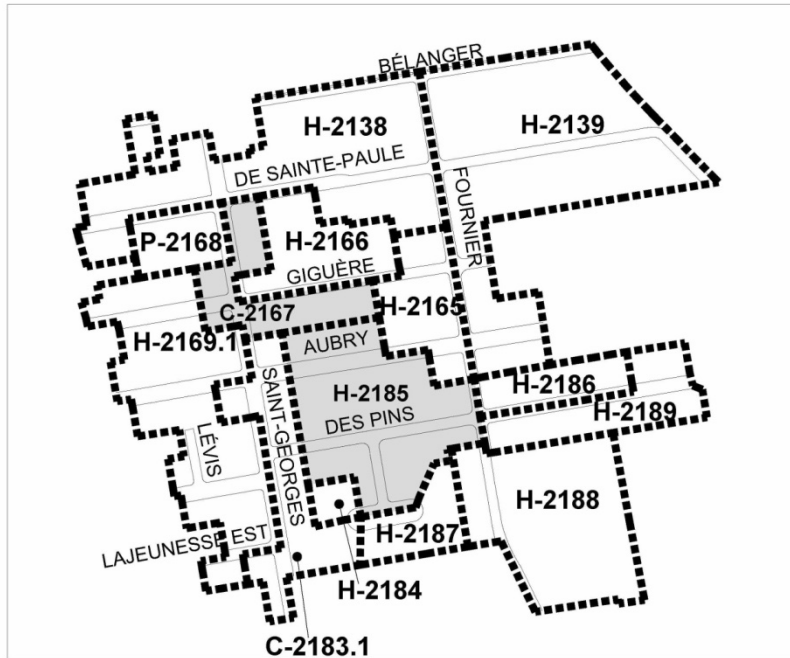 BÉLANGER
H-2138
H-2139
DE SAINTE-PAULE
FOURNIER
P-2168
H-2166
GIGUÈRE
C-2167
H-2165
H-2169.1
AUBRY
SAINT-GEORGES
H-2185
H-2186
DES PINS
H-2189
LÉVIS
H-2188
LAJEUNESSE EST
H-2187
H-2184
C-2183.1